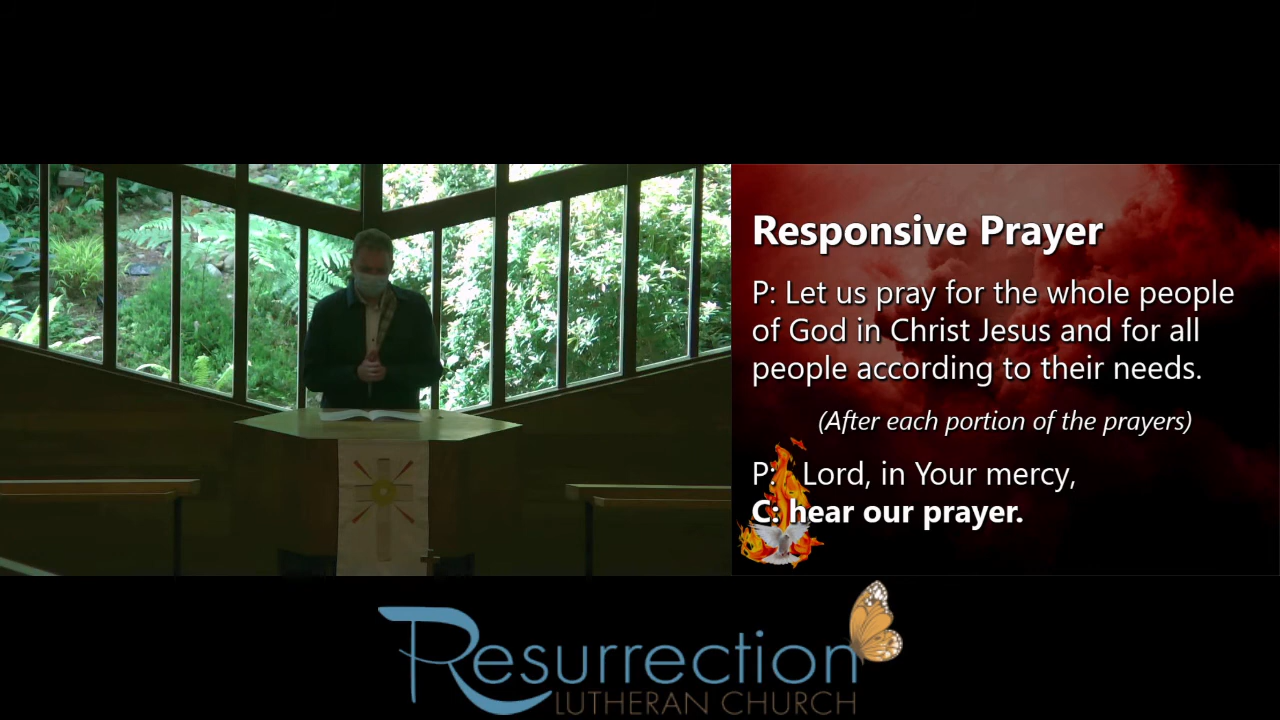 Responsive Prayer
P: Let us pray for the whole people
of God in Christ Jesus and for all
people according to their needs.
(After each portion of the prayers)
P: Lord, in Your mercy,
C: hear our prayer.
Resurrection
LUTHERAN CHURCH